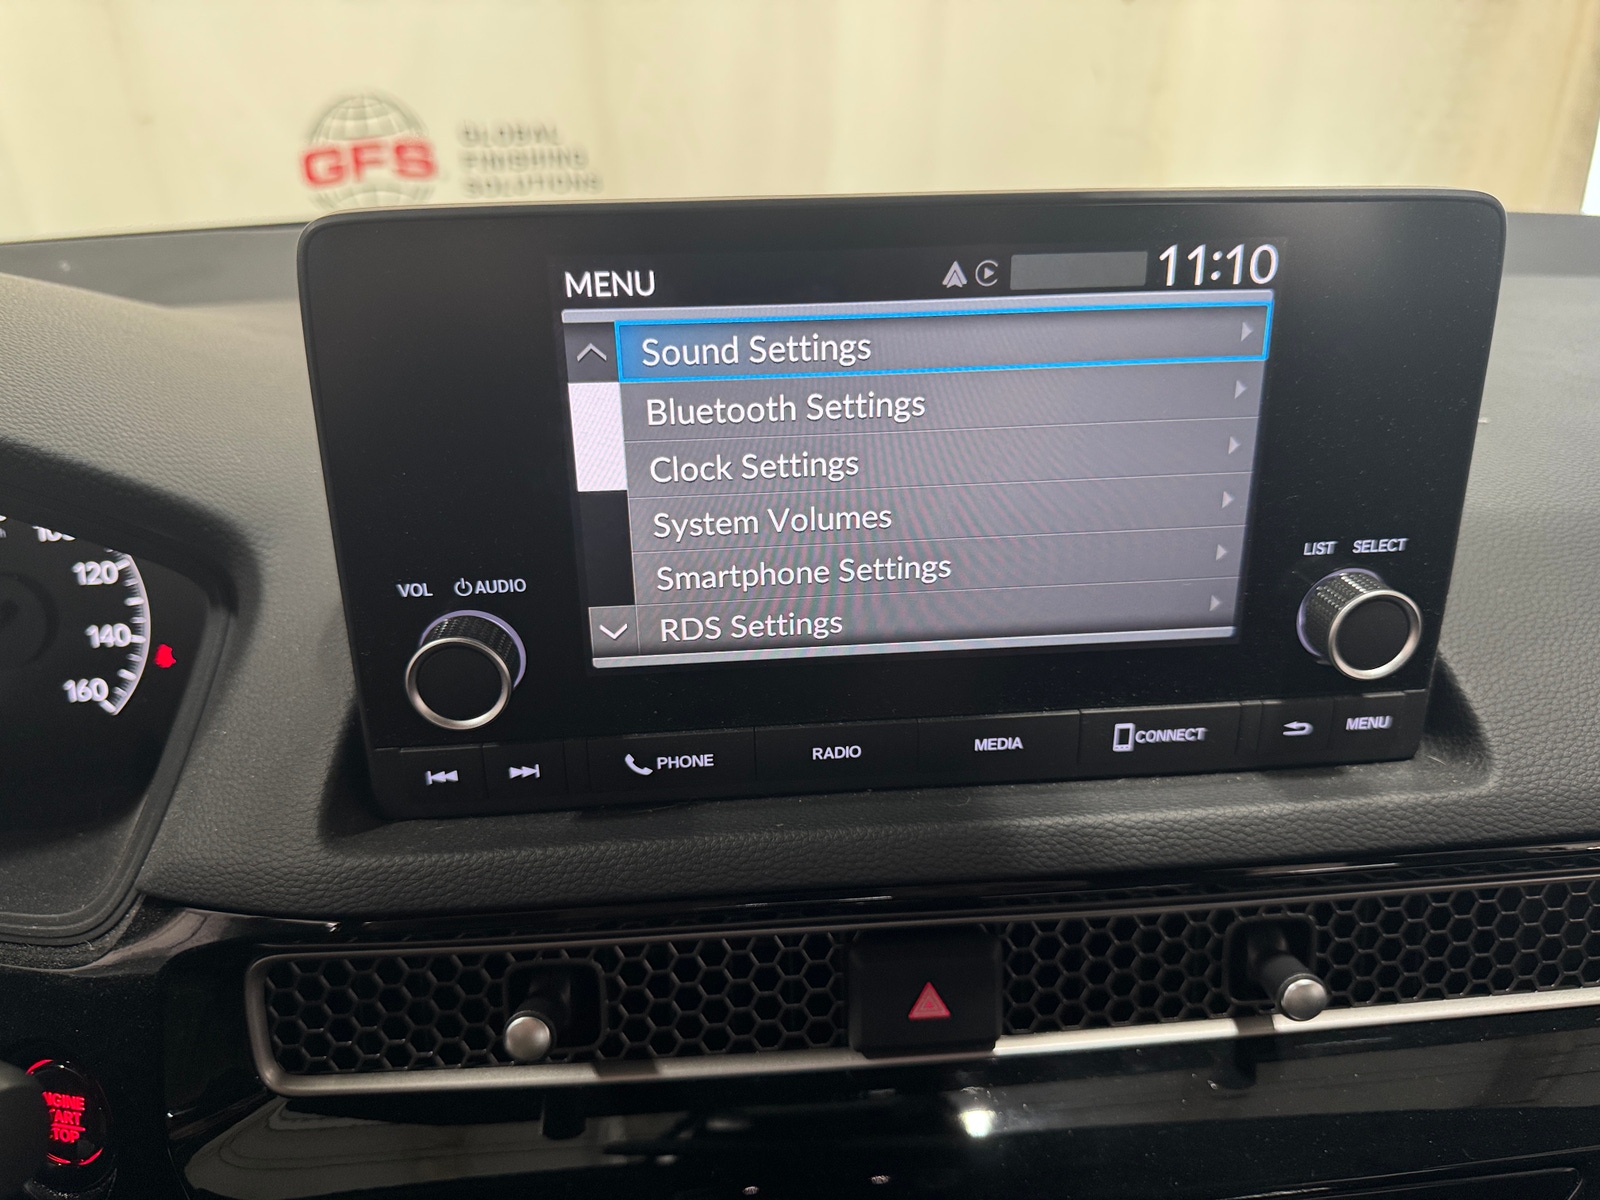 GFS
GLOBAL
FINISHING
SOLUTIONS
MENU
11:10
Sound Settings
Bluetooth Settings
Clock Settings
System Volumes
Smartphone Settings
RDS Settings
VOL AUDIO
LIST SELECT
PHONE
RADIO
MEDIA
CONNECT
MENU
120
140
160